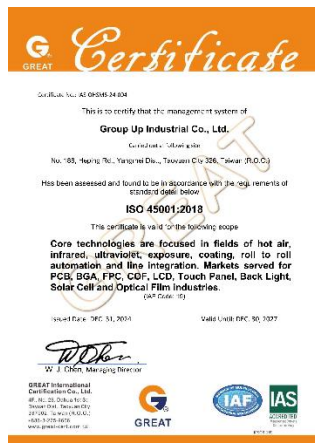 G
GREAT
Certificate
This is to certify that the management system of
Group Up Industrial Co., Ltd.
No. 188, Heping Rd., Yangmei Dist., Taoyuan City 326, Taiwan (R.O.C.)
Has been assessed and found to be in accordance with the requirements of
standard detail below
ISO 45001:2018
This certificate is valid for the following scope
Core technologies are focused in fields of hot air,
infrared, ultraviolet, exposure, coating, roll to roll
automation and line integration. Markets served for
PCB, BGA, FPC, COF, LCD, Touch Panel, Back Light,
Solar Cell and Optical Film industries.
Issued Date: DEC. 31, 2024
Valid Until: DEC. 30, 2027
W. J. Chen, Managing Director
GREAT International
Certification Co., Ltd.
G
GREAT
IAF
IAS
ACCREDITED
GREAT